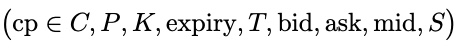 (cp ∈ C, P, K, expiry, T, bid, ask, mid, S)